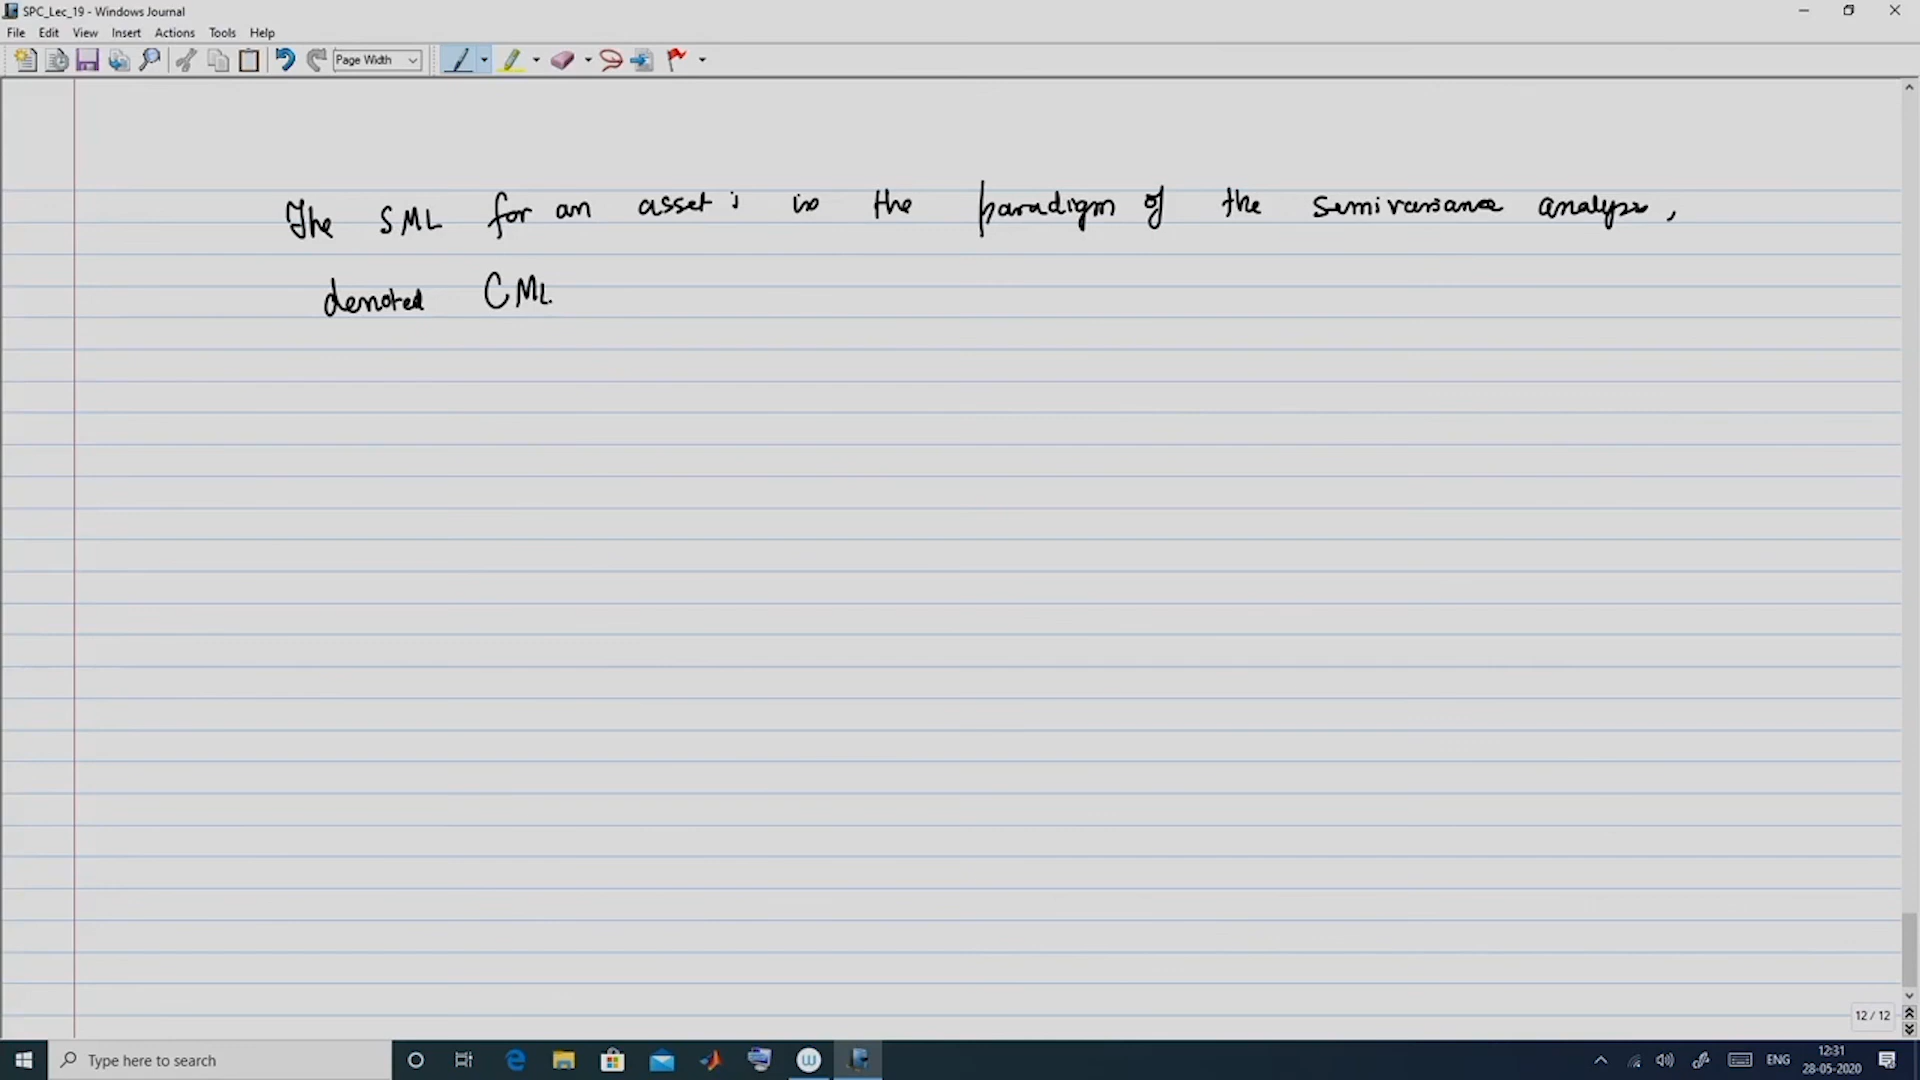 SPC_Lec_19 - Windows Journal
File Edit View Insert Actions Tools Help
Page Width
The SML for an asset i is the paradigm of the semivariance analysis,
denoted CML
12 / 12
Type here to search
ENG
12:31
28-05-2020